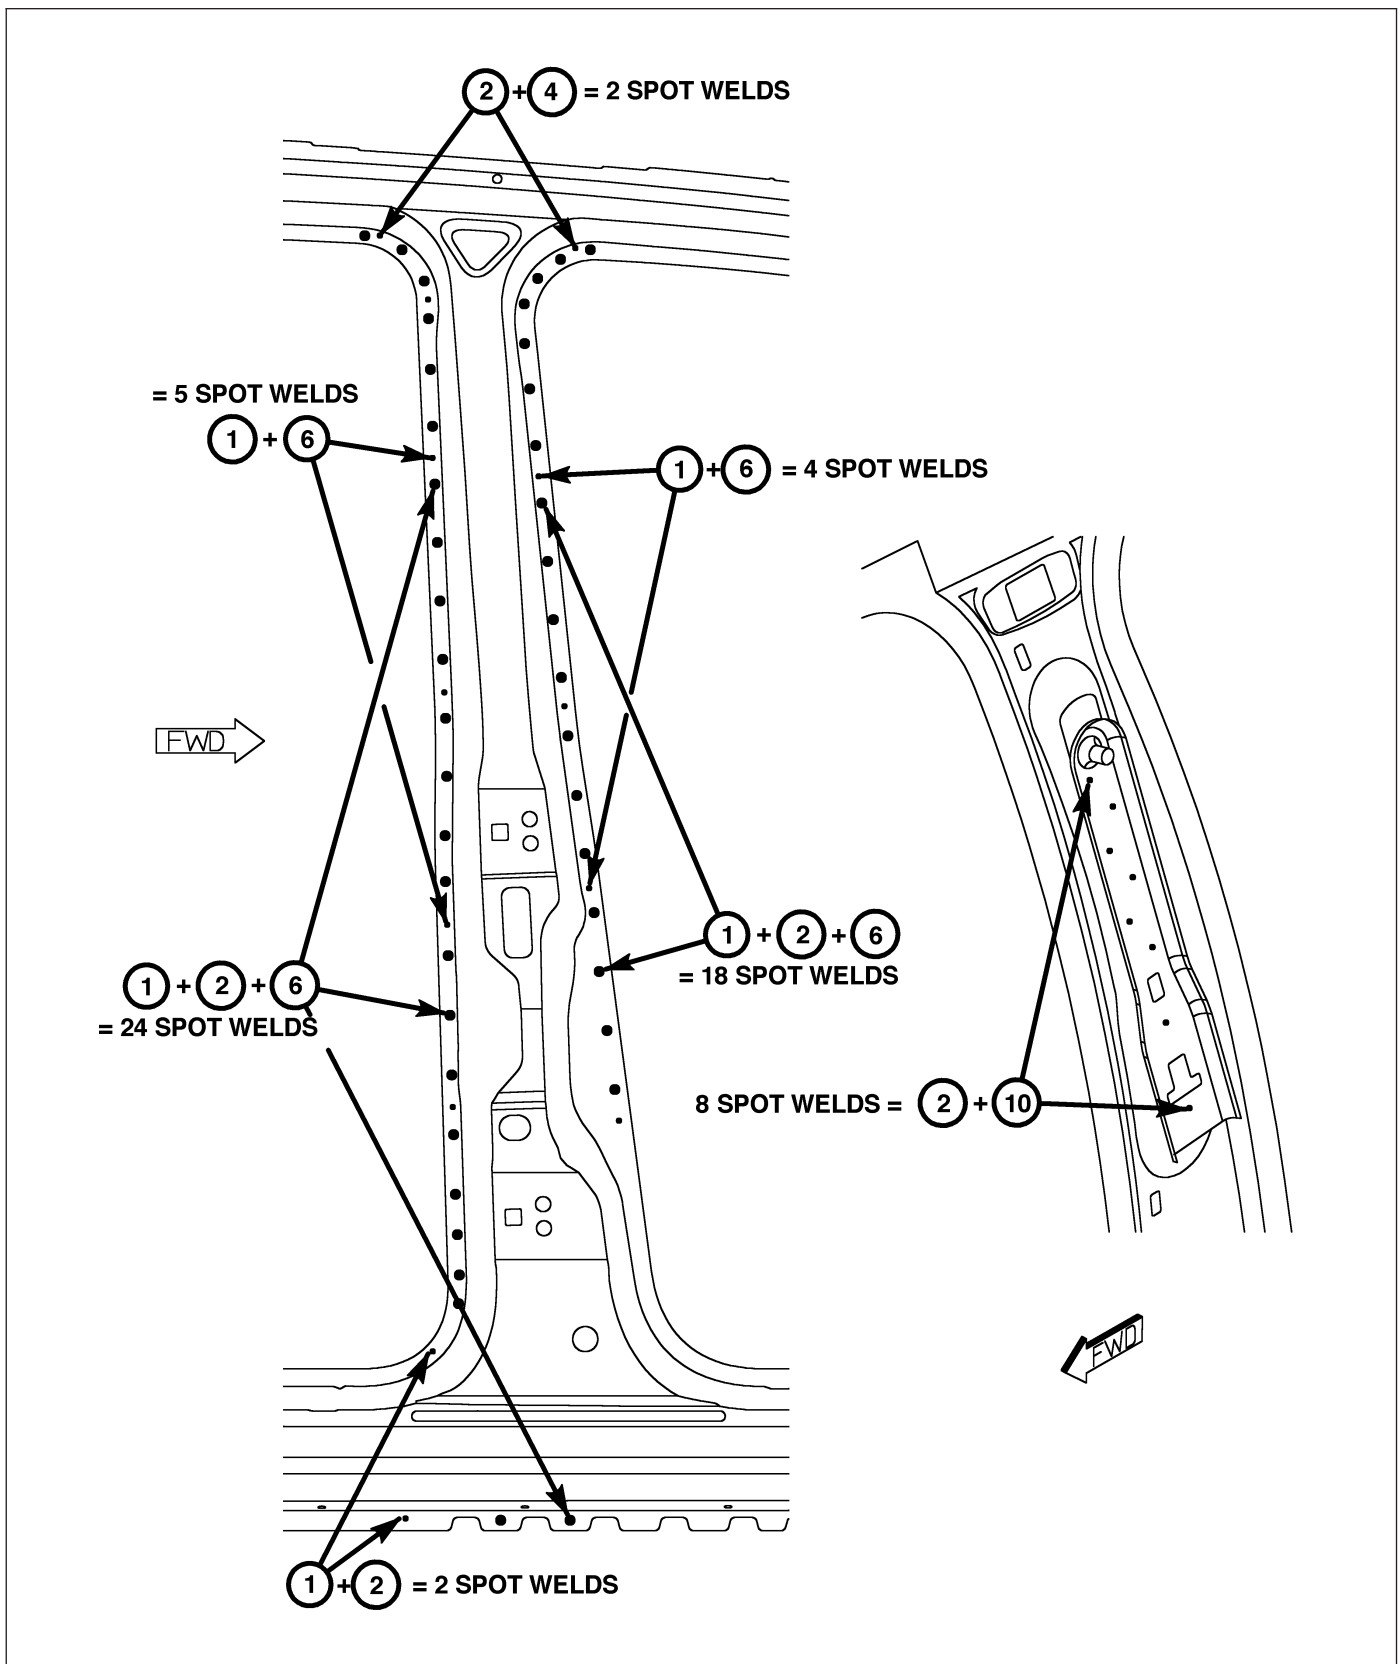 2 + 4 = 2 SPOT WELDS
= 5 SPOT WELDS
1 + 6
1 + 6 = 4 SPOT WELDS
FWD
1 + 2 + 6
= 18 SPOT WELDS
1 + 2 + 6
= 24 SPOT WELDS
8 SPOT WELDS = 2 + 10
FWD
1 + 2 = 2 SPOT WELDS